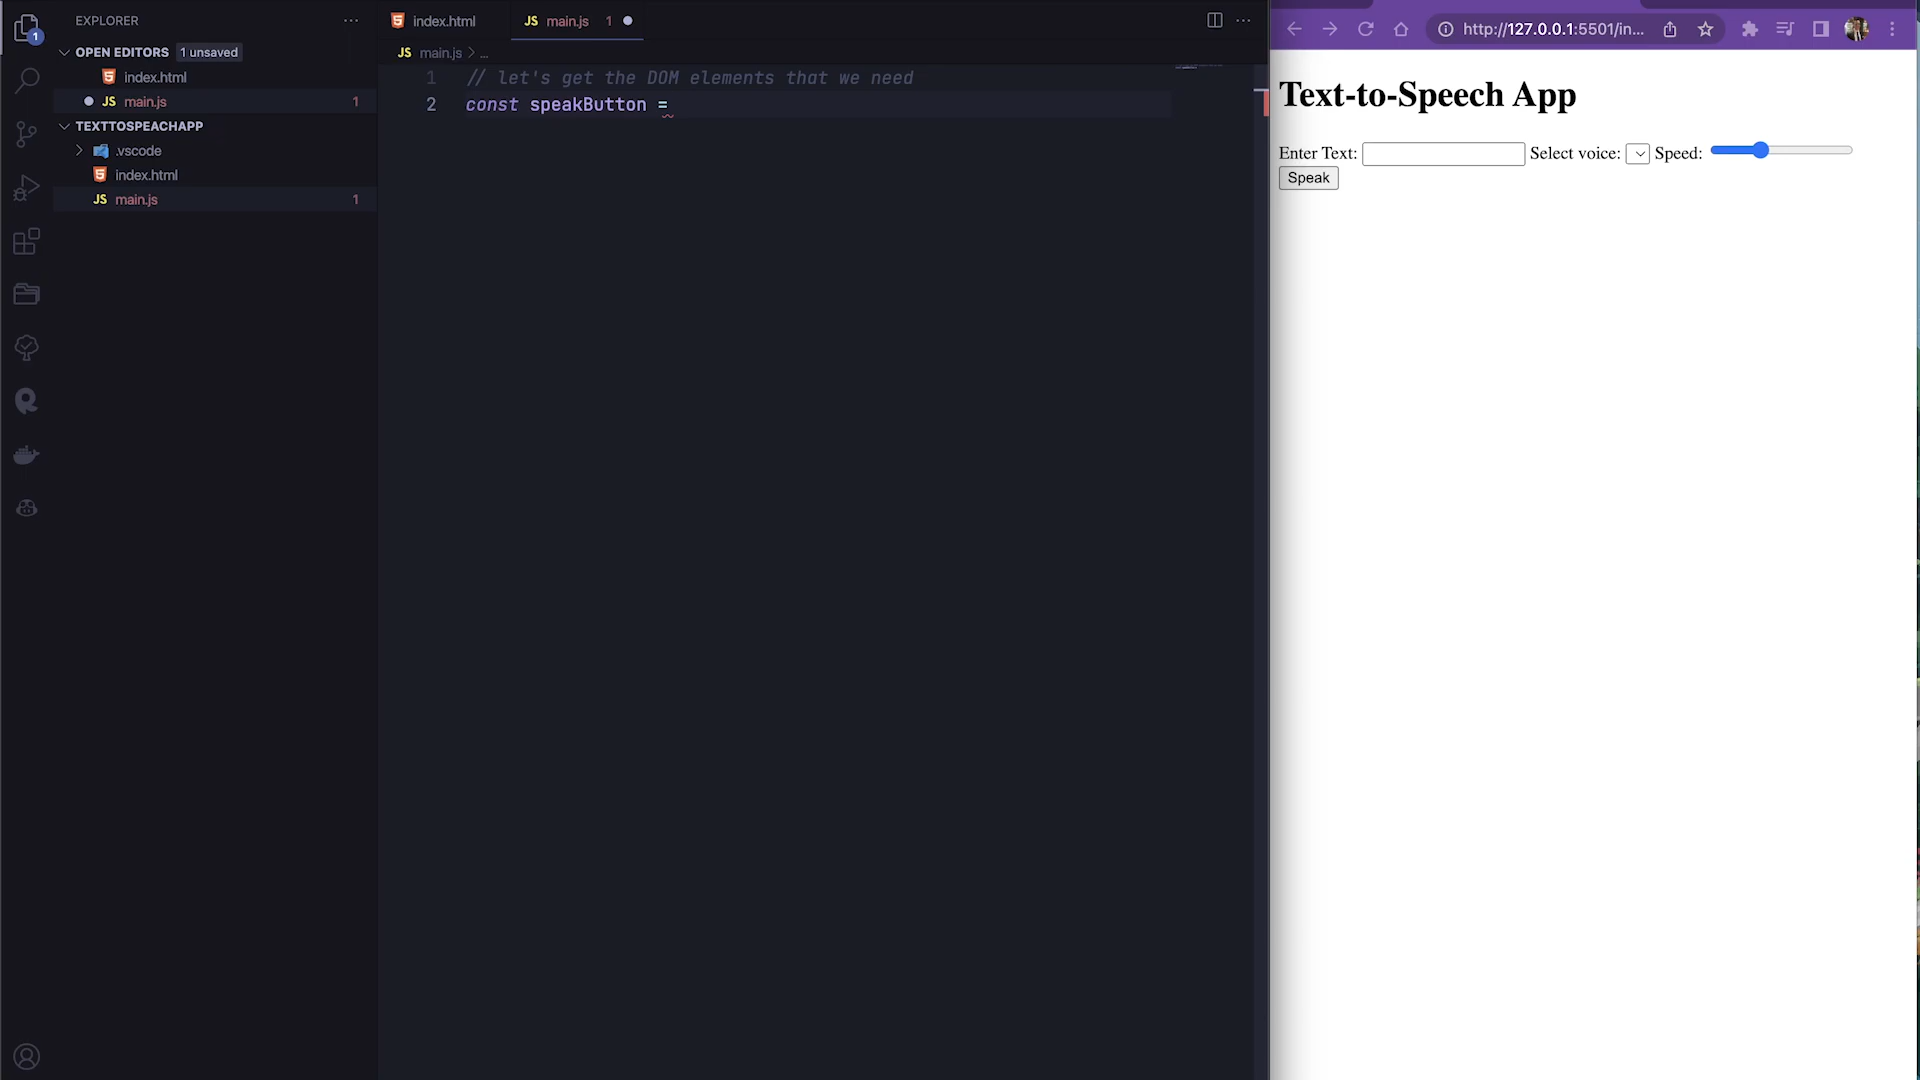 EXPLORER
OPEN EDITORS 1 unsaved
index.html
JS main.js 1
TEXTTOSPEACHAPP
.vscode
index.html
JS main.js 1
1
index.html
JS main.js 1
JS main.js > ...
1 // let's get the DOM elements that we need
2 const speakButton =
http://127.0.0.1:5501/in...
Text-to-Speech App
Enter Text: Select voice: Speed:
Speak